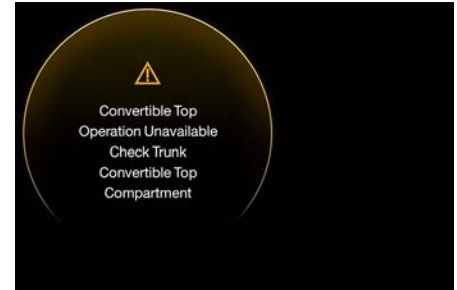 Convertible Top
Operation Unavailable
Check Trunk
Convertible Top
Compartment